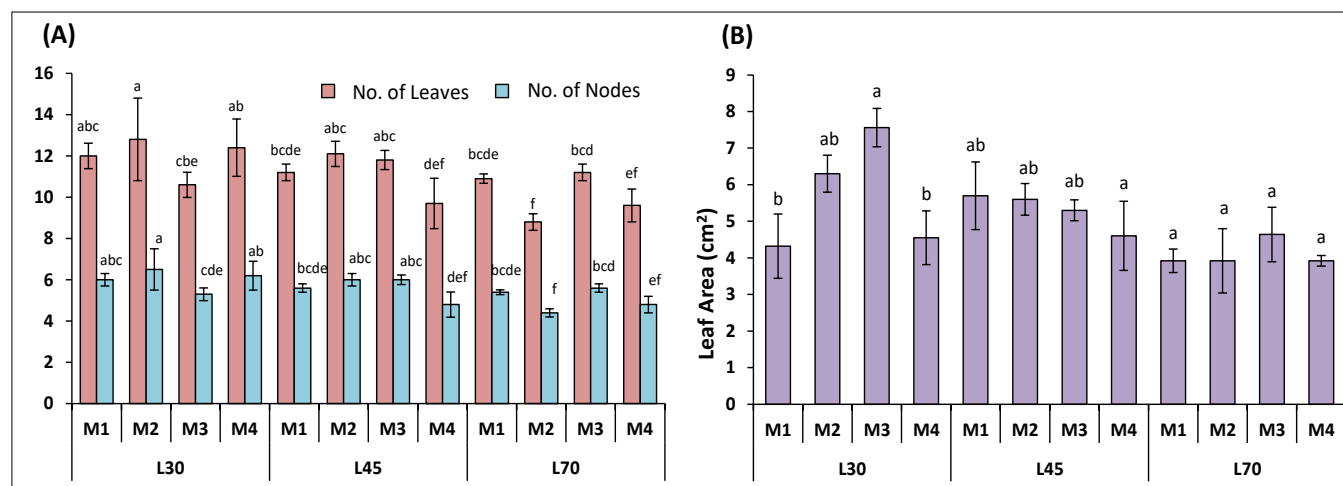 (A)
16
14
12
10
8
6
4
2
0
No. of Leaves No. of Nodes
abc a cbe ab bcde abc abc def bcde f bcd ef
abc a cde ab bcde abc abc def bcde f bcd ef
M1 M2 M3 M4 M1 M2 M3 M4 M1 M2 M3 M4
L30 L45 L70
(B)
Leaf Area (cm²)
9
8
7
6
5
4
3
2
1
0
b ab a b ab ab ab a a a a a
M1 M2 M3 M4 M1 M2 M3 M4 M1 M2 M3 M4
L30 L45 L70